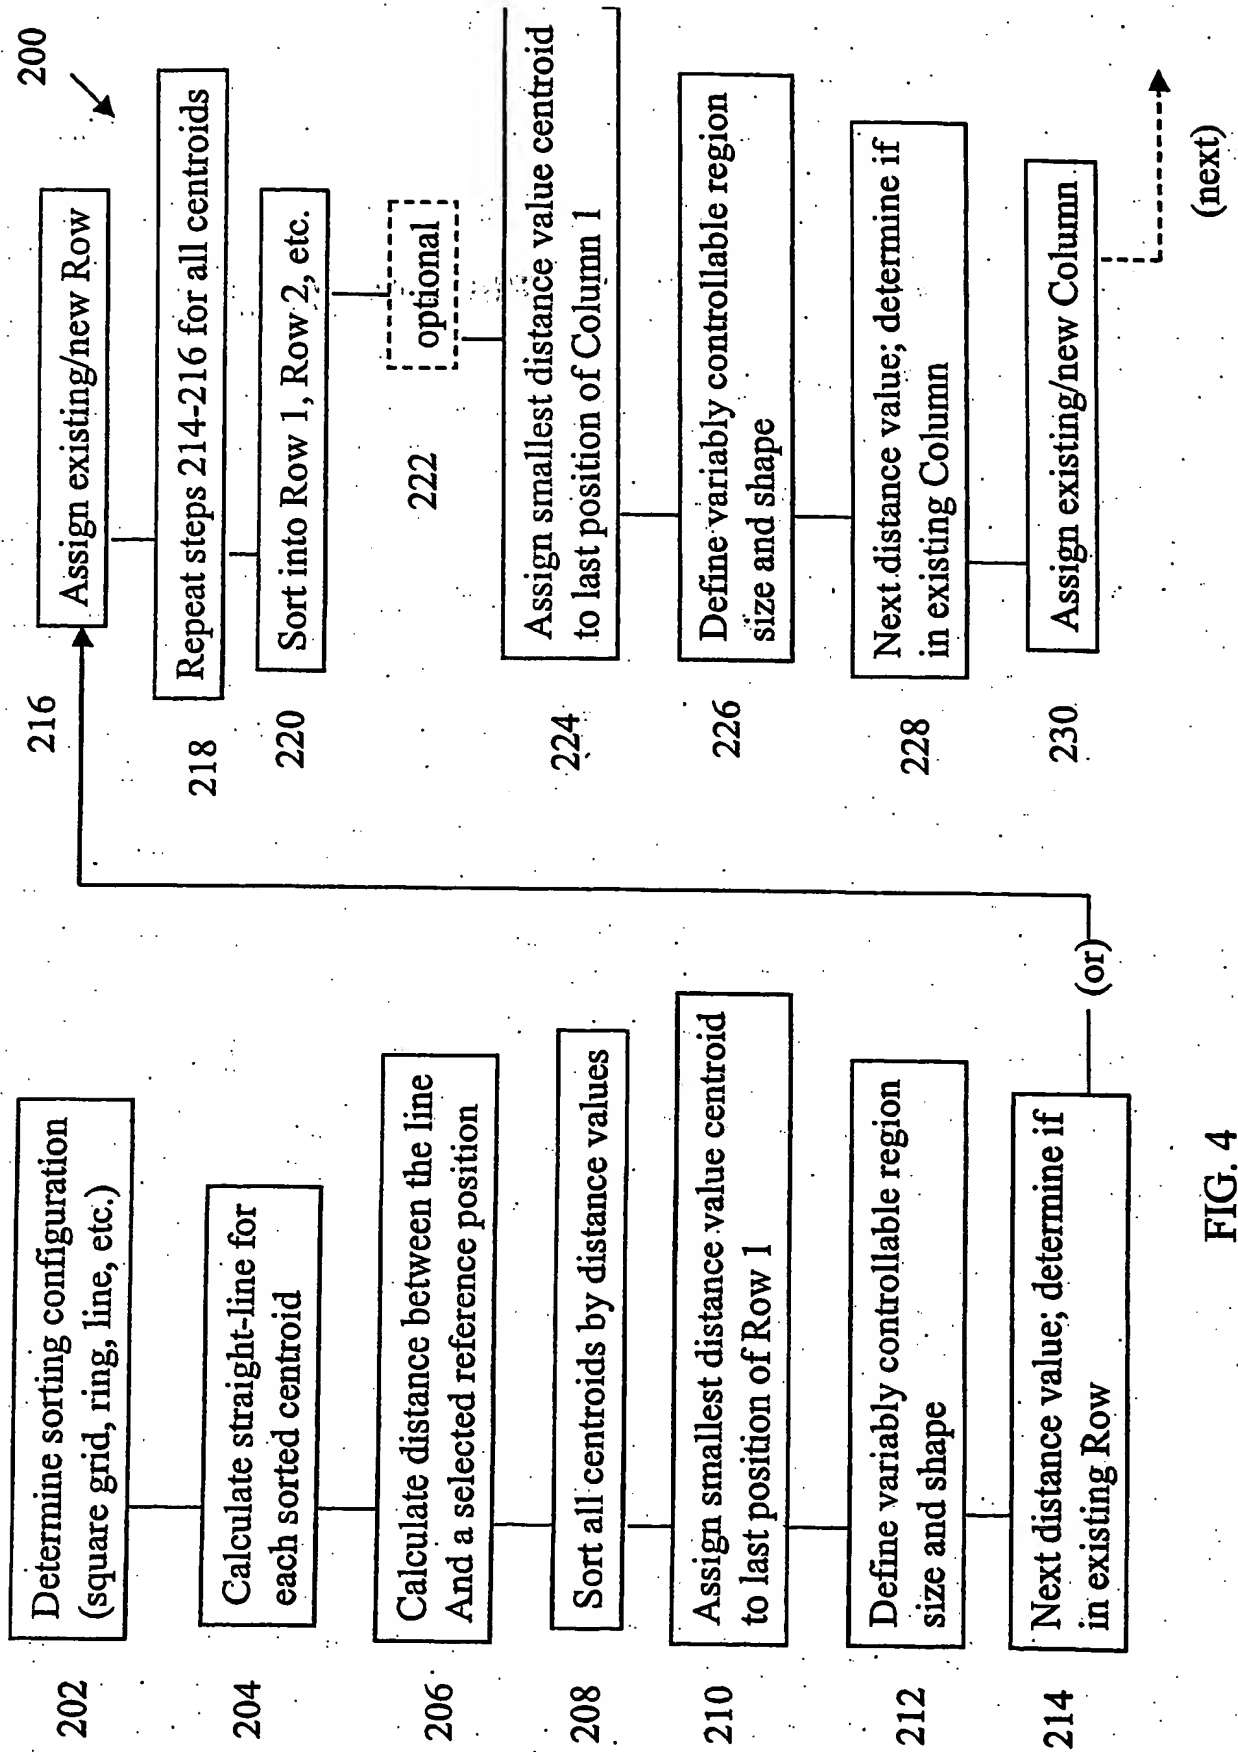 200
202
Determine sorting configuration
(square grid, ring, line, etc.)
204
Calculate straight-line for
each sorted centroid
206
Calculate distance between the line
And a selected reference position
208
Sort all centroids by distance values
210
Assign smallest distance value centroid
to last position of Row 1
212
Define variably controllable region
size and shape
214
Next distance value; determine if
in existing Row
(or)
216
Assign existing/new Row
218
Repeat steps 214-216 for all centroids
220
Sort into Row 1, Row 2, etc.
222
optional
224
Assign smallest distance value centroid
to last position of Column 1
226
Define variably controllable region
size and shape
228
Next distance value; determine if
in existing Column
230
Assign existing/new Column
(next)
FIG. 4